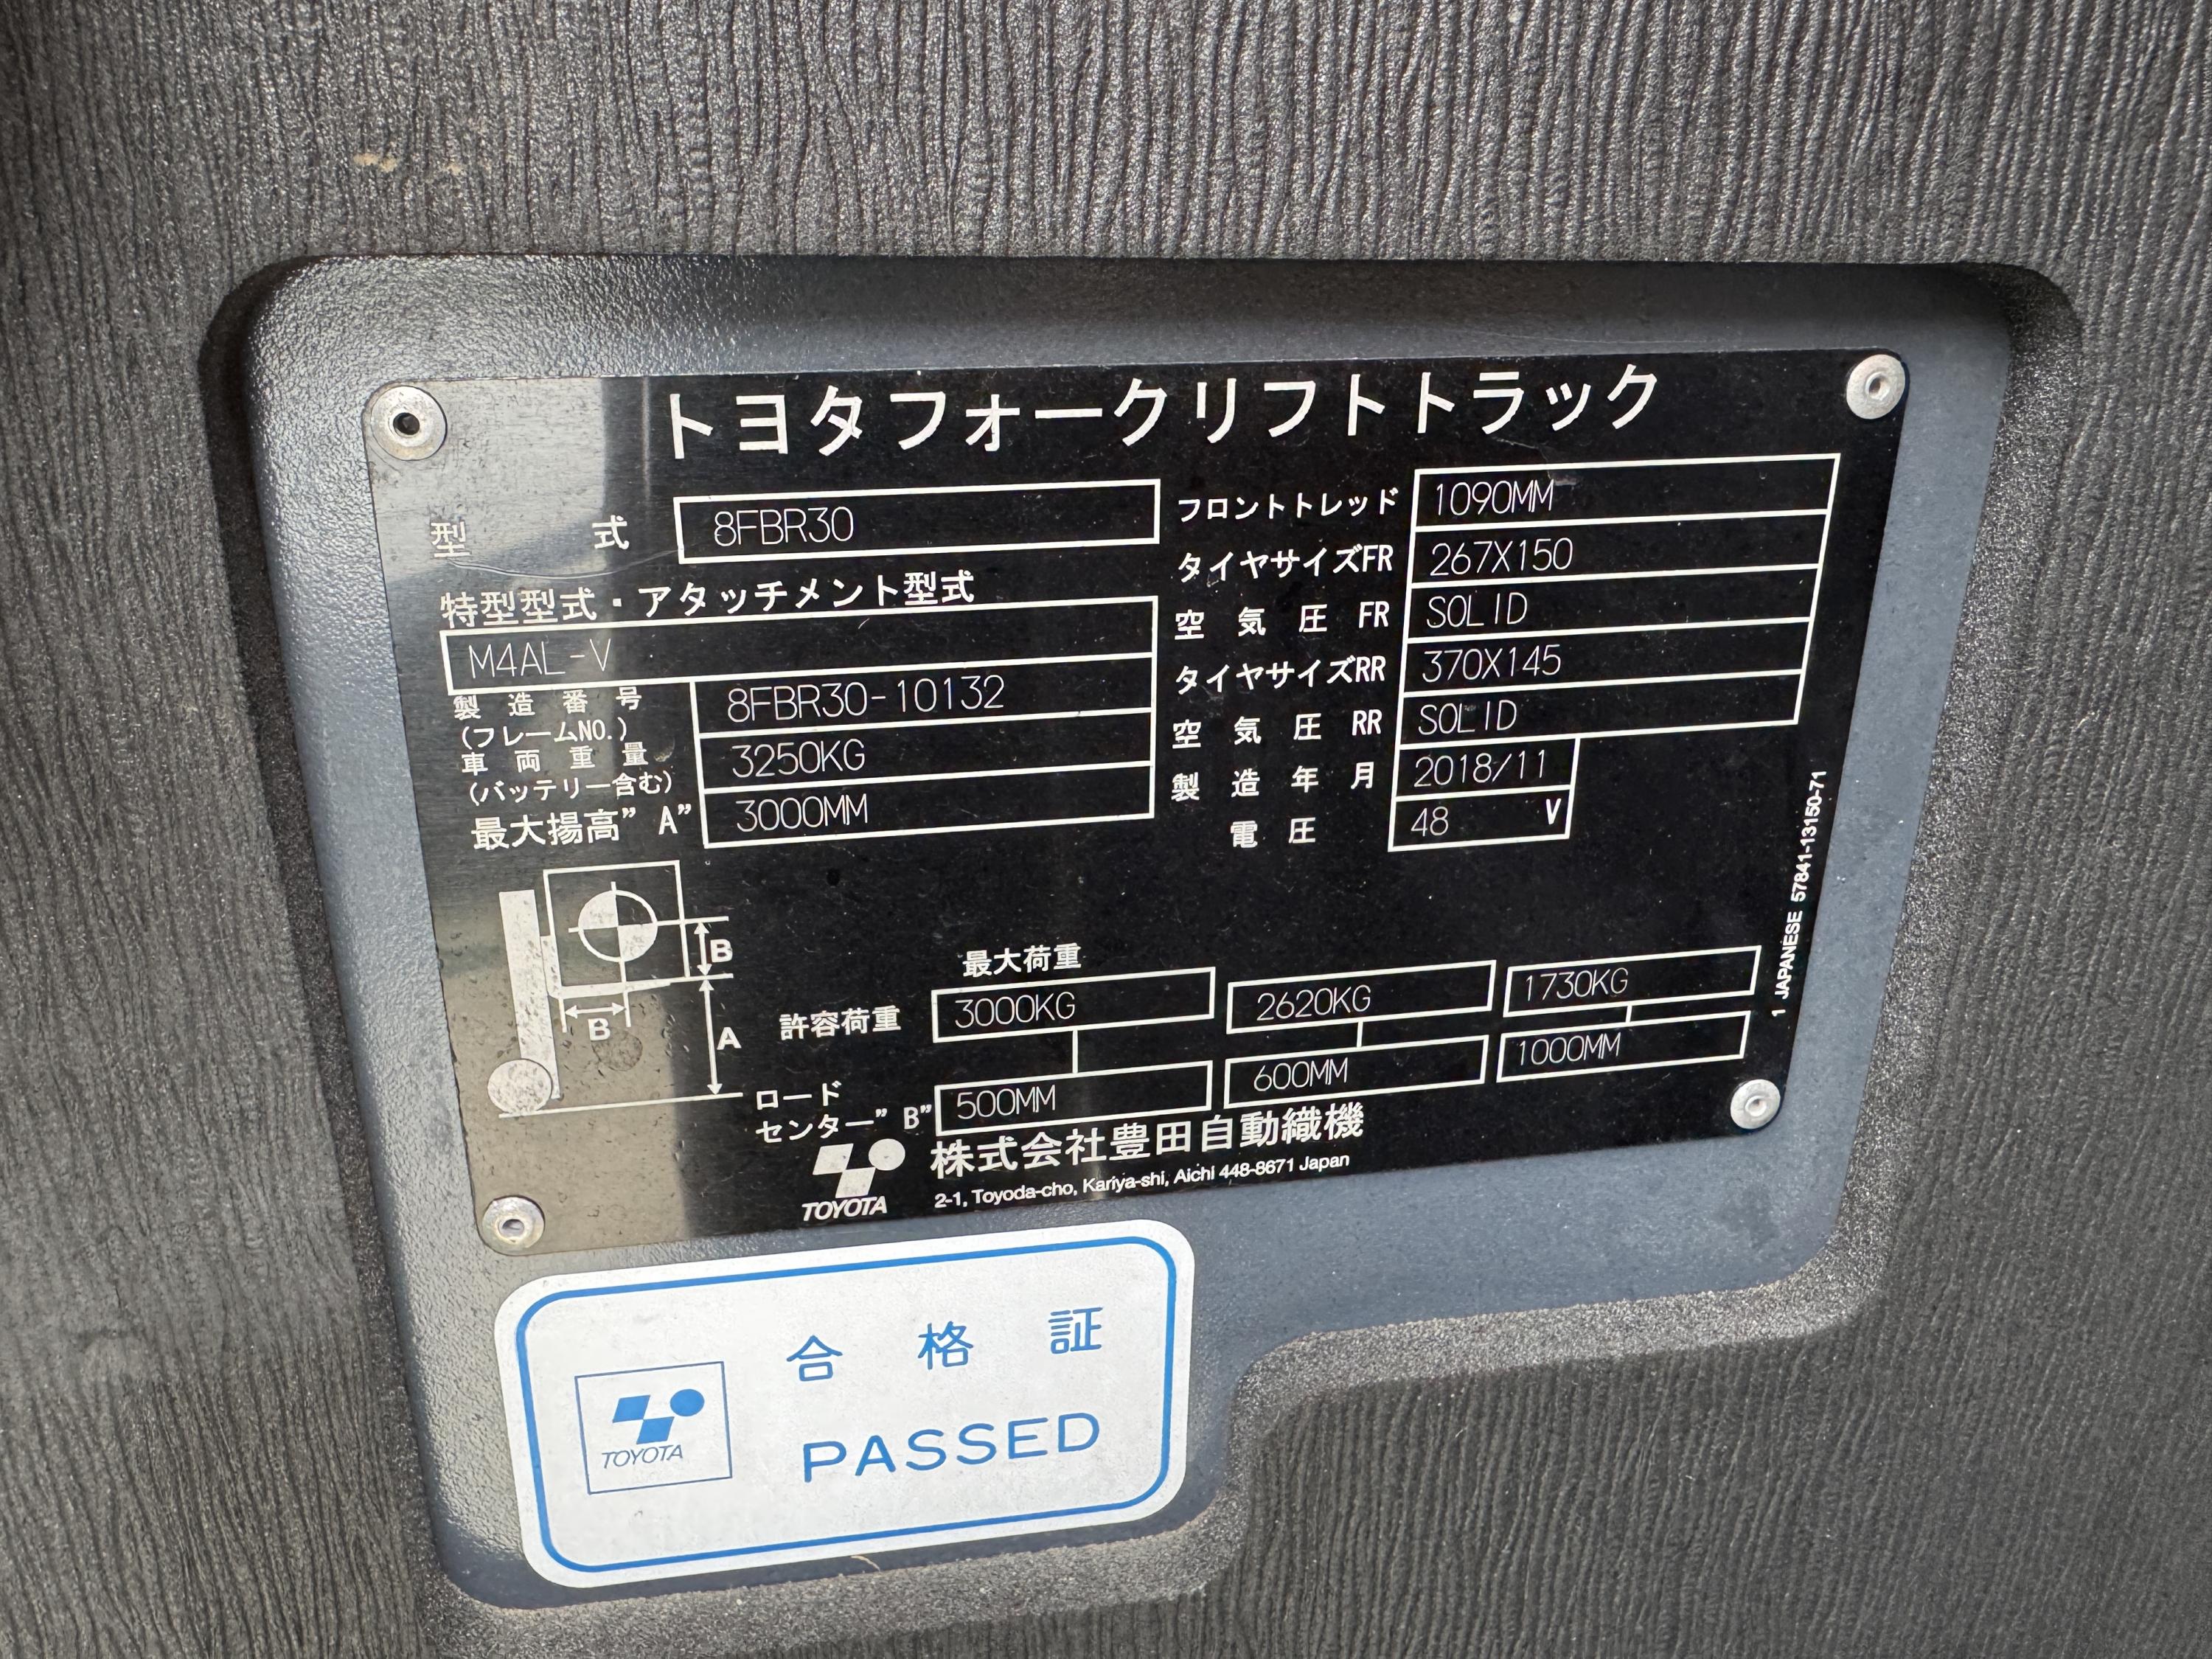 トヨタフォークリフトトラック
型式 8FBR30
特型型式・アタッチメント型式
M4AL-V
製造番号 8FBR30-10132
(フレームNO.)
車両重量 3250KG
(バッテリー含む)
最大揚高"A" 3000MM
フロントトレッド 1090MM
タイヤサイズFR 267X150
空気圧 FR SOLID
タイヤサイズRR 370X145
空気圧 RR SOLID
製造年月 2018/11
電圧 48 V
B
B
A
最大荷重
許容荷重 3000KG 2620KG 1730KG
ロード
センター"B" 500MM 600MM 1000MM
TOYOTA
株式会社豊田自動織機
2-1, Toyoda-cho, Kariya-shi, Aichi 448-8671 Japan
1 JAPANESE 57841-13150-71
合格証
TOYOTA
PASSED